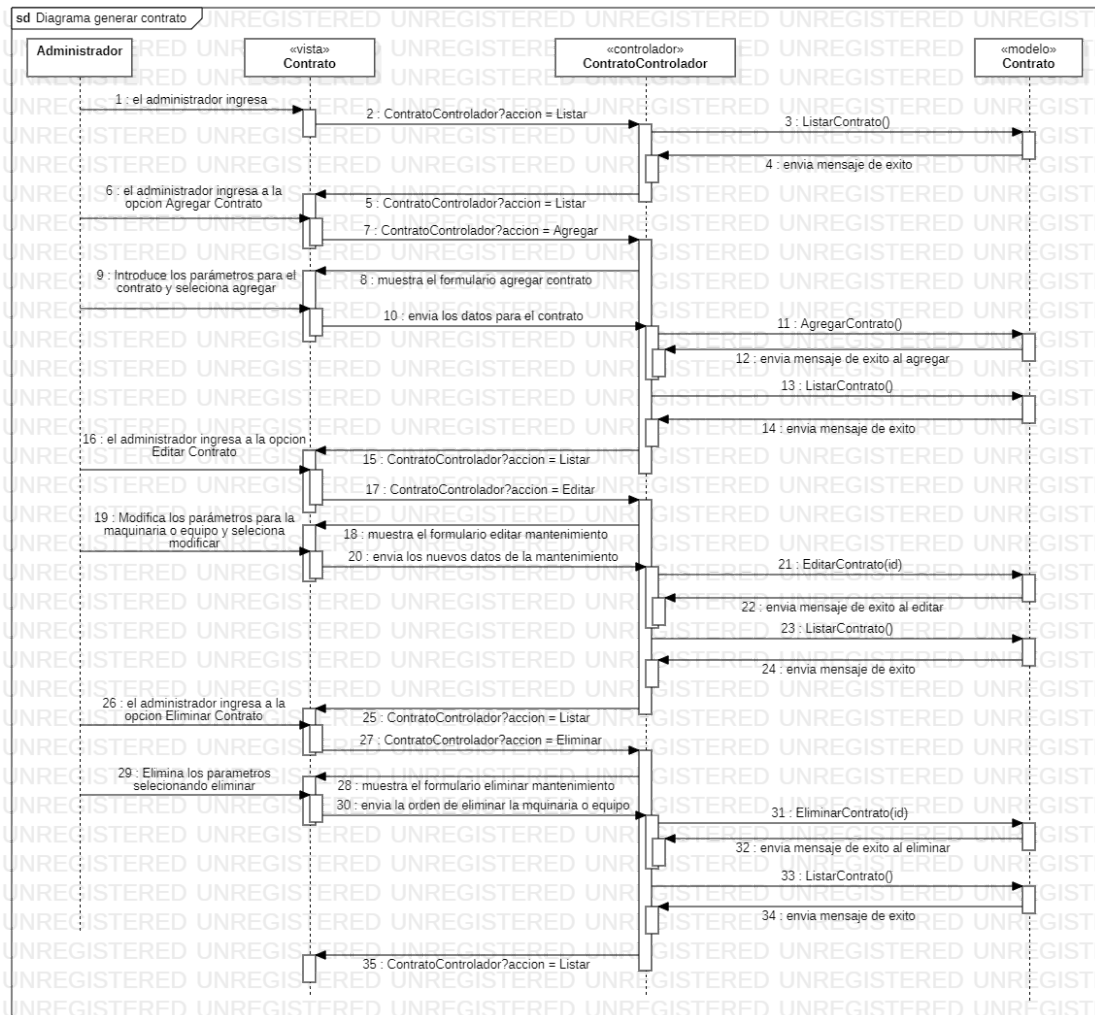 sd Diagrama generar contrato
Administrador
«vista»
Contrato
«controlador»
ContratoControlador
«modelo»
Contrato
1 : el administrador ingresa
2 : ContratoControlador?accion = Listar
3 : ListarContrato()
4 : envia mensaje de exito
6 : el administrador ingresa a la
opcion Agregar Contrato
5 : ContratoControlador?accion = Listar
7 : ContratoControlador?accion = Agregar
9 : Introduce los parámetros para el
contrato y seleciona agregar
8 : muestra el formulario agregar contrato
10 : envia los datos para el contrato
11 : AgregarContrato()
12 : envia mensaje de exito al agregar
13 : ListarContrato()
14 : envia mensaje de exito
16 : el administrador ingresa a la opcion
Editar Contrato
15 : ContratoControlador?accion = Listar
17 : ContratoControlador?accion = Editar
19 : Modifica los parámetros para la
maquinaria o equipo y seleciona
modificar
18 : muestra el formulario editar mantenimiento
20 : envia los nuevos datos de la mantenimiento
21 : EditarContrato(id)
22 : envia mensaje de exito al editar
23 : ListarContrato()
24 : envia mensaje de exito
26 : el administrador ingresa a la
opcion Eliminar Contrato
25 : ContratoControlador?accion = Listar
27 : ContratoControlador?accion = Eliminar
29 : Elimina los parametros
selecionando eliminar
28 : muestra el formulario eliminar mantenimiento
30 : envia la orden de eliminar la mquinaria o equipo
31 : EliminarContrato(id)
32 : envia mensaje de exito al eliminar
33 : ListarContrato()
34 : envia mensaje de exito
35 : ContratoControlador?accion = Listar
UNREGISTERED